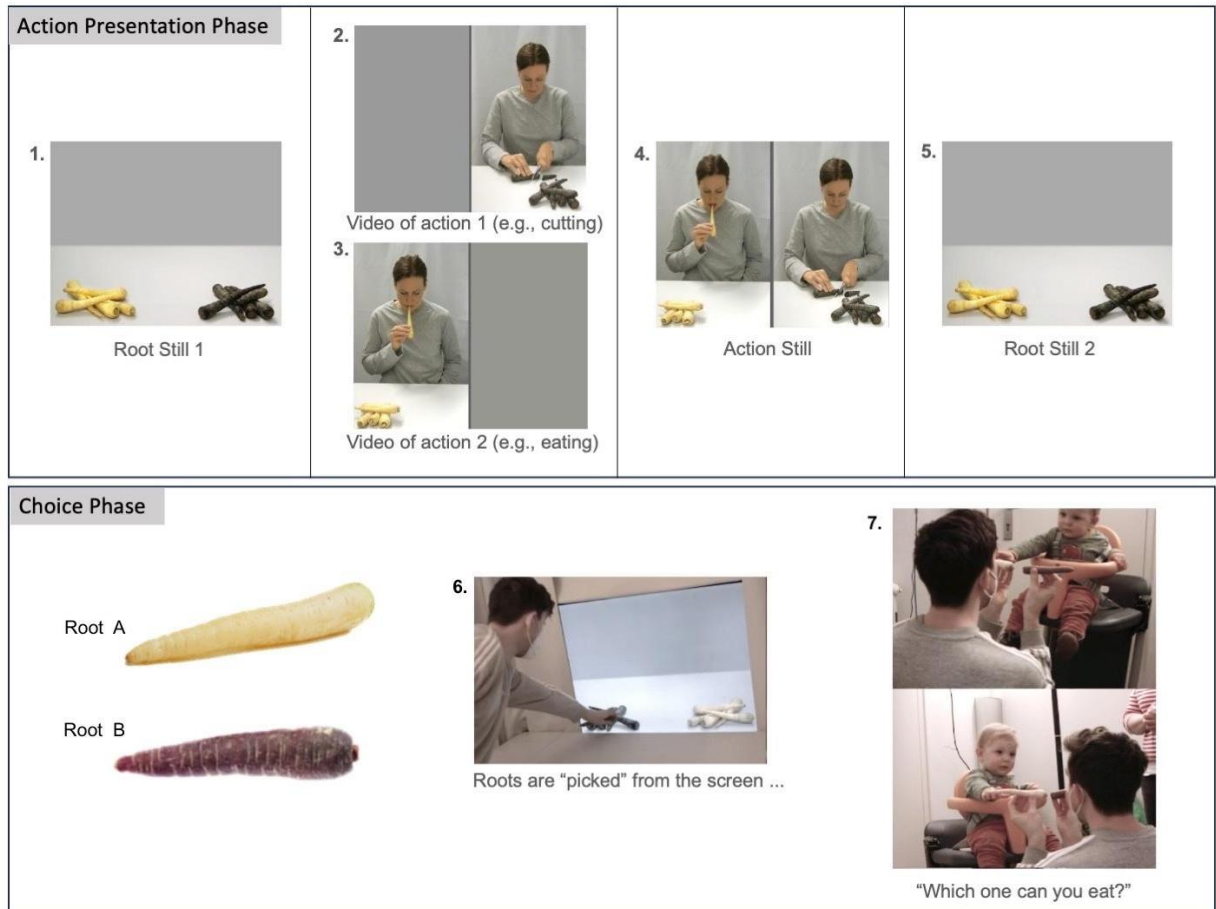 Action Presentation Phase
1.
Root Still 1
2.
Video of action 1 (e.g., cutting)
3.
Video of action 2 (e.g., eating)
4.
Action Still
5.
Root Still 2
Choice Phase
Root A
Root B
6.
Roots are “picked” from the screen ...
7.
“Which one can you eat?”